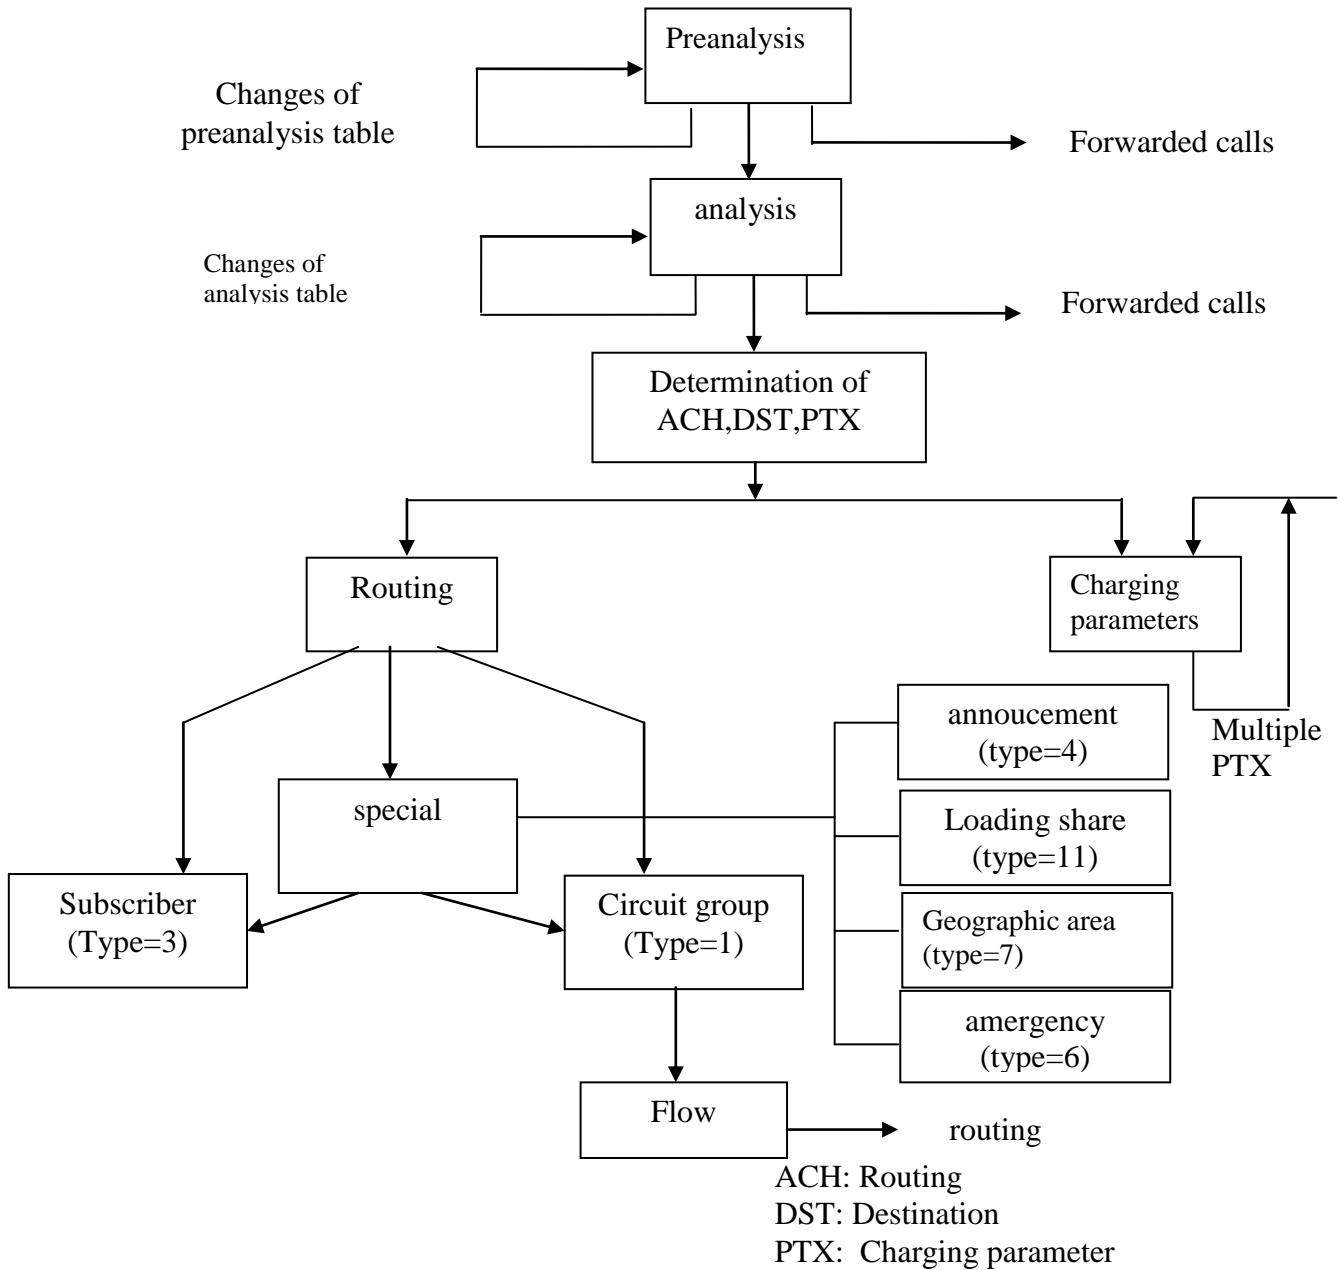 Preanalysis
Changes of
preanalysis table
Forwarded calls
analysis
Changes of
analysis table
Forwarded calls
Determination of
ACH,DST,PTX
Routing
Charging
parameters
annoucement
(type=4)
Multiple
PTX
special
Loading share
(type=11)
Subscriber
(Type=3)
Circuit group
(Type=1)
Geographic area
(type=7)
amergency
(type=6)
Flow
routing
ACH: Routing
DST: Destination
PTX: Charging parameter